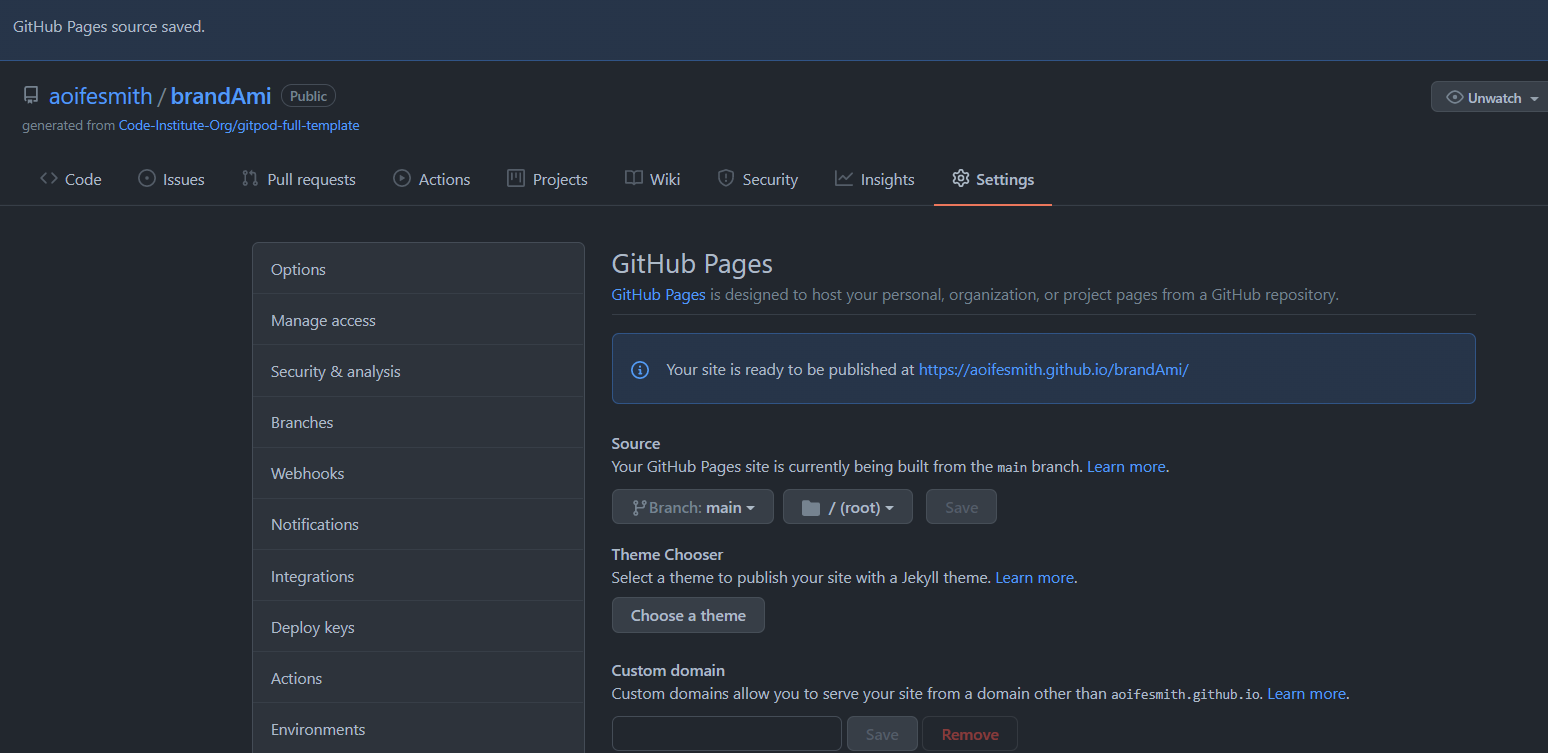 GitHub Pages source saved.
aoifesmith / brandAmi Public
Unwatch
generated from Code-Institute-Org/gitpod-full-template
Code Issues Pull requests Actions Projects Wiki Security Insights Settings
Options
Manage access
Security & analysis
Branches
Webhooks
Notifications
Integrations
Deploy keys
Actions
Environments
GitHub Pages
GitHub Pages is designed to host your personal, organization, or project pages from a GitHub repository.
Your site is ready to be published at https://aoifesmith.github.io/brandAmi/
Source
Your GitHub Pages site is currently being built from the main branch. Learn more.
Branch: main / (root) Save
Theme Chooser
Select a theme to publish your site with a Jekyll theme. Learn more.
Choose a theme
Custom domain
Custom domains allow you to serve your site from a domain other than aoifesmith.github.io. Learn more.
Save Remove